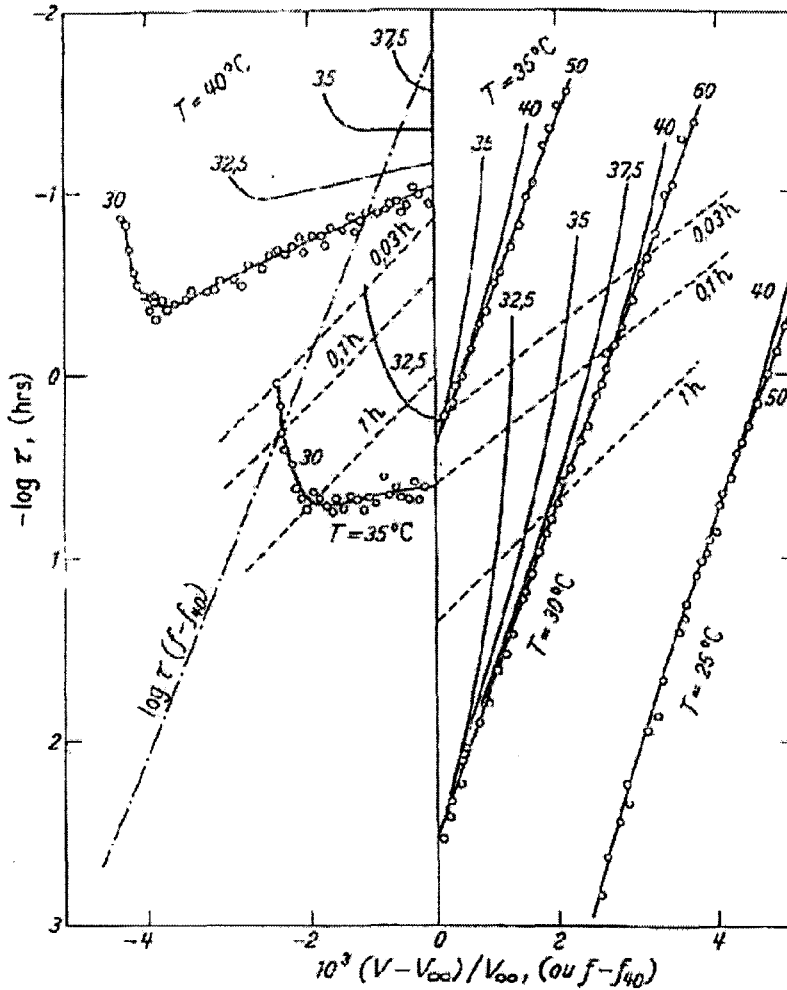 -2
-1
0
1
2
3
-log τ, (hrs)
T = 40°C
37,5
35
32,5
30
0,03h
0,1h
1h
32,5
30
T = 35°C
log τ (f-f40)
T = 35°C
50
40
35
60
40
37,5
35
32,5
0,03h
0,1h
1h
40
50
T = 30°C
T = 25°C
-4 -2 0 2 4
10³ (V-V∞)/V∞, (ou f-f40)